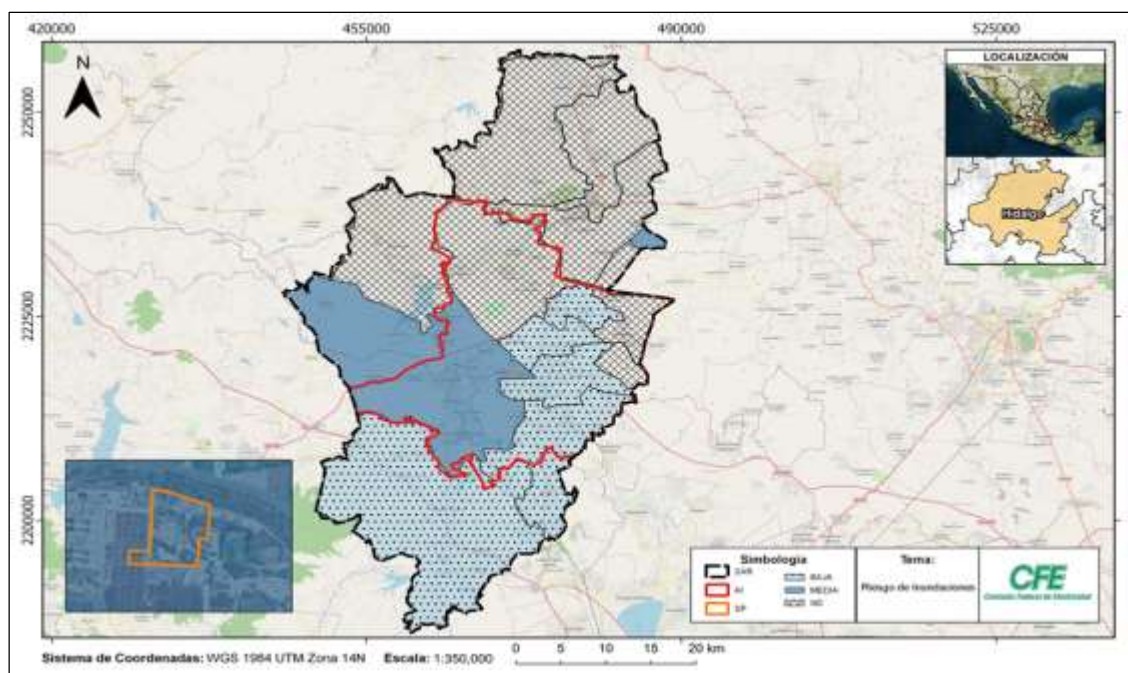 420000 455000 490000 525000
N
LOCALIZACIÓN
Hidalgo
2250000
2225000
2200000
Simbología
SAR
AI
SP
BAJA
MEDIA
ND
Tema:
Riesgo de Inundaciones
CFE
Comisión Federal de Electricidad
Sistema de Coordenadas: WGS 1984 UTM Zona 14N Escala: 1:350,000
0 5 10 15 20 km